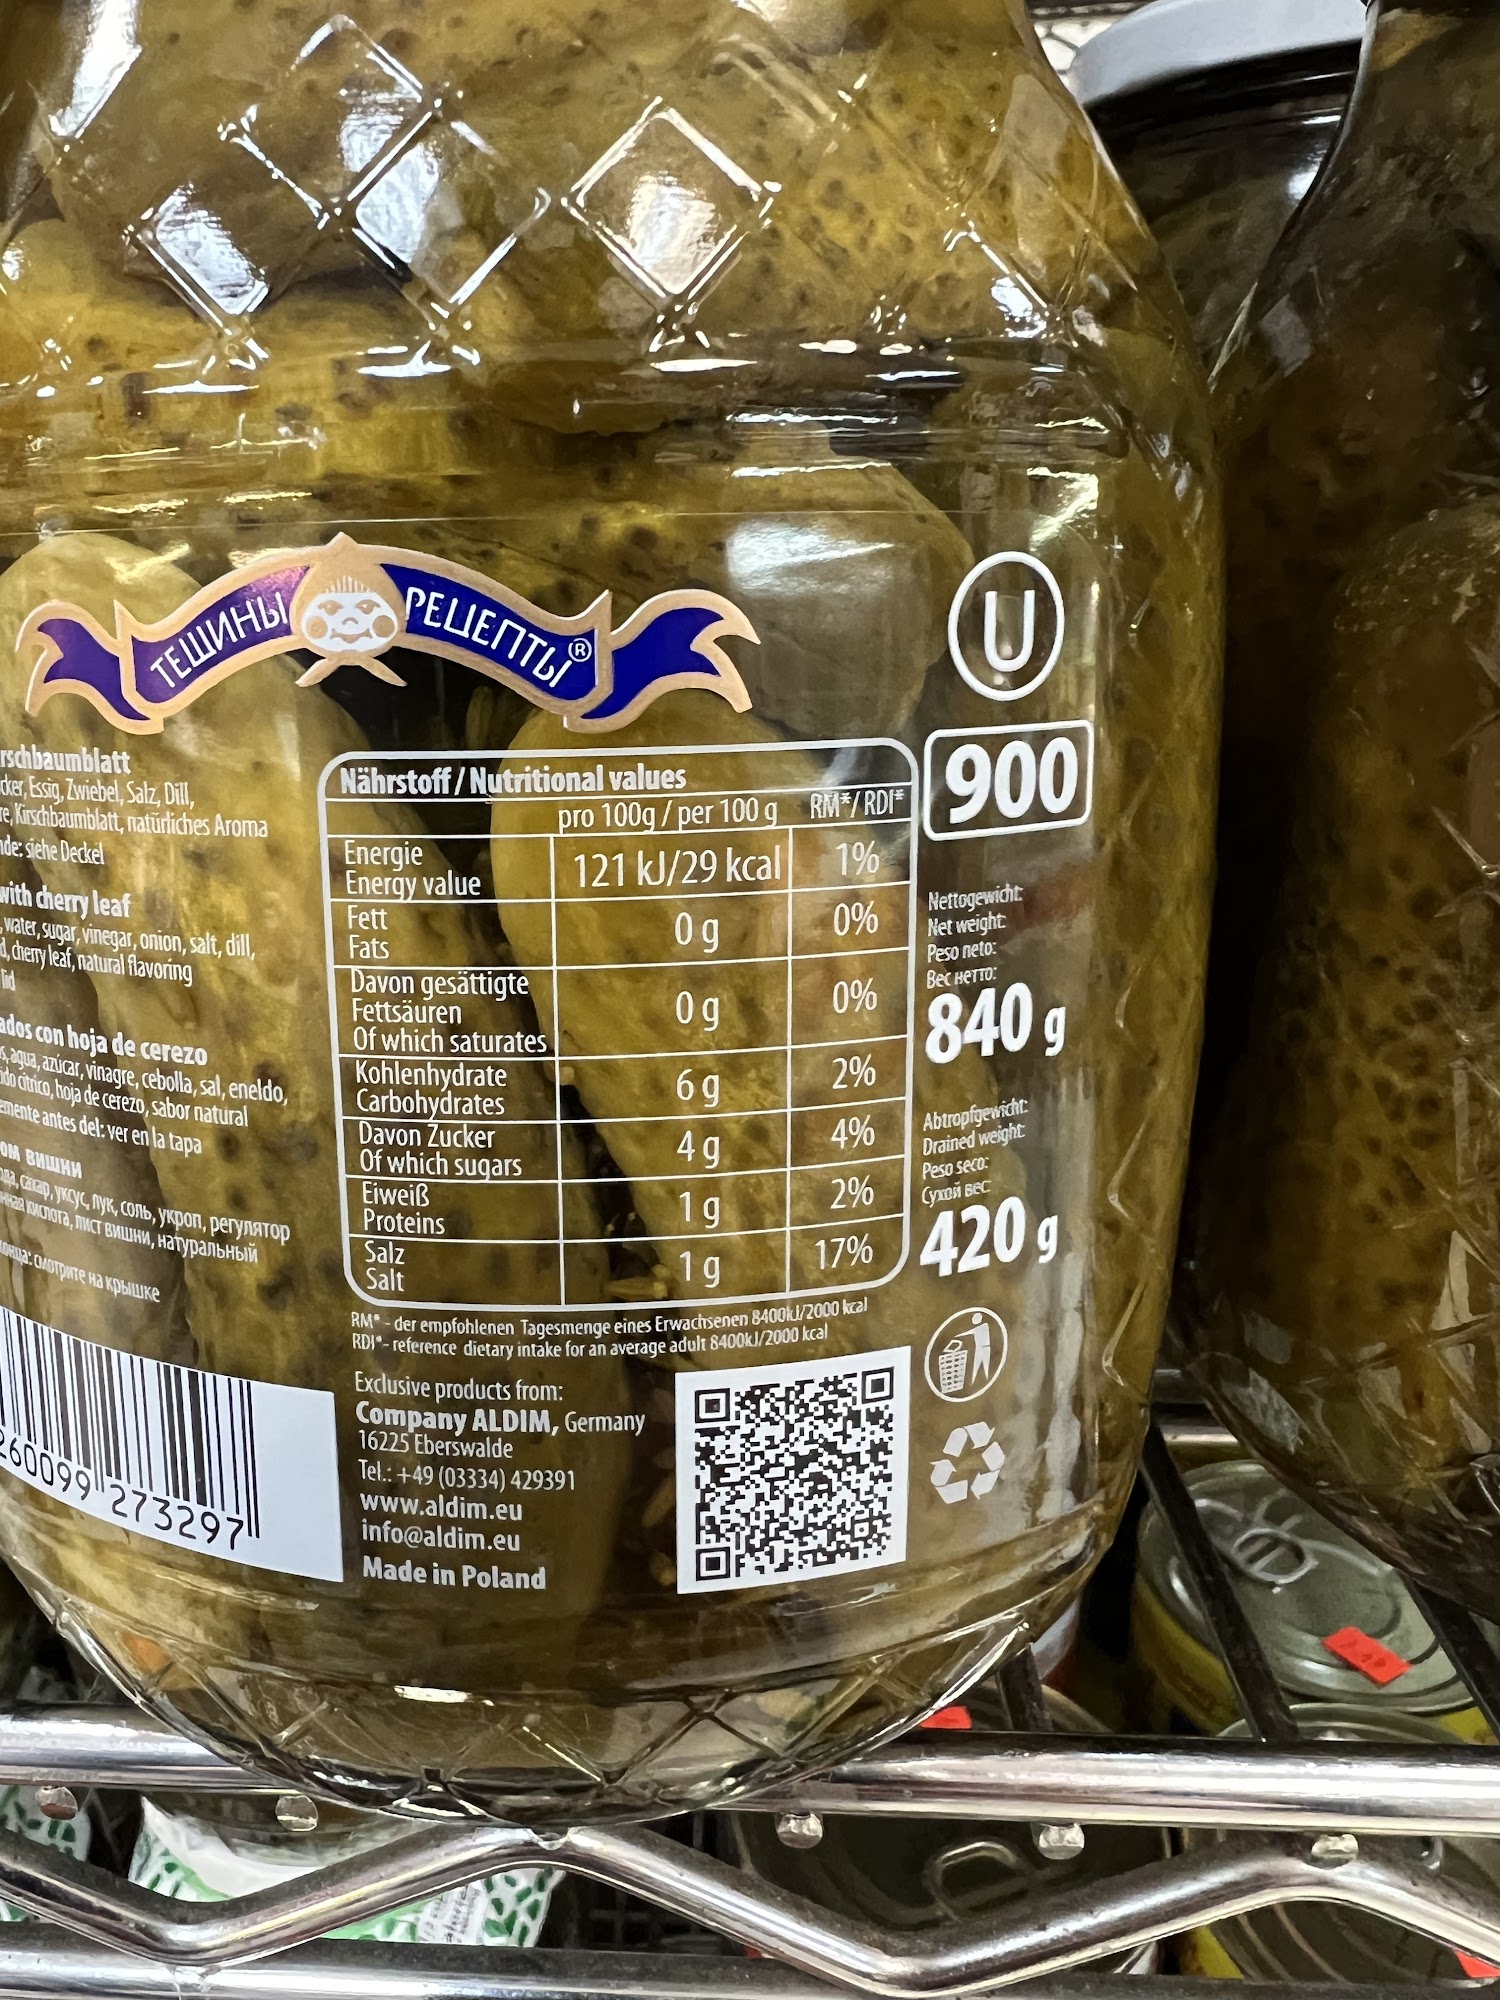 ТЕЩИНЫ РЕЦЕПТЫ®
U
900
rschbaumblatt
cker, Essig, Zwiebel, Salz, Dill,
re, Kirschbaumblatt, natürliches Aroma
nde: siehe Deckel
with cherry leaf
, water, sugar, vinegar, onion, salt, dill,
d, cherry leaf, natural flavoring
lid
ados con hoja de cerezo
s, agua, azúcar, vinagre, cebolla, sal, eneldo,
ido cítrico, hoja de cerezo, sabor natural
emente antes del: ver en la tapa
ом вишни
ода, сахар, уксус, лук, соль, укроп, регулятор
нная кислота, лист вишни, натуральный
конца: смотрите на крышке
260099 273297
Nährstoff / Nutritional values
pro 100g / per 100 g RM*/ RDI*
Energie
Energy value 121 kJ/29 kcal 1%
Fett
Fats 0 g 0%
Davon gesättigte
Fettsäuren
Of which saturates 0 g 0%
Kohlenhydrate
Carbohydrates 6 g 2%
Davon Zucker
Of which sugars 4 g 4%
Eiweiß
Proteins 1 g 2%
Salz
Salt 1 g 17%
RM* - der empfohlenen Tagesmenge eines Erwachsenen 8400kJ/2000 kcal
RDI* - reference dietary intake for an average adult 8400kJ/2000 kcal
Exclusive products from:
Company ALDIM, Germany
16225 Eberswalde
Tel.: +49 (03334) 429391
www.aldim.eu
info@aldim.eu
Made in Poland
Nettogewicht:
Net weight:
Peso neto:
Вес нетто:
840 g
Abtropfgewicht:
Drained weight:
Peso seco:
Сухой вес:
420 g